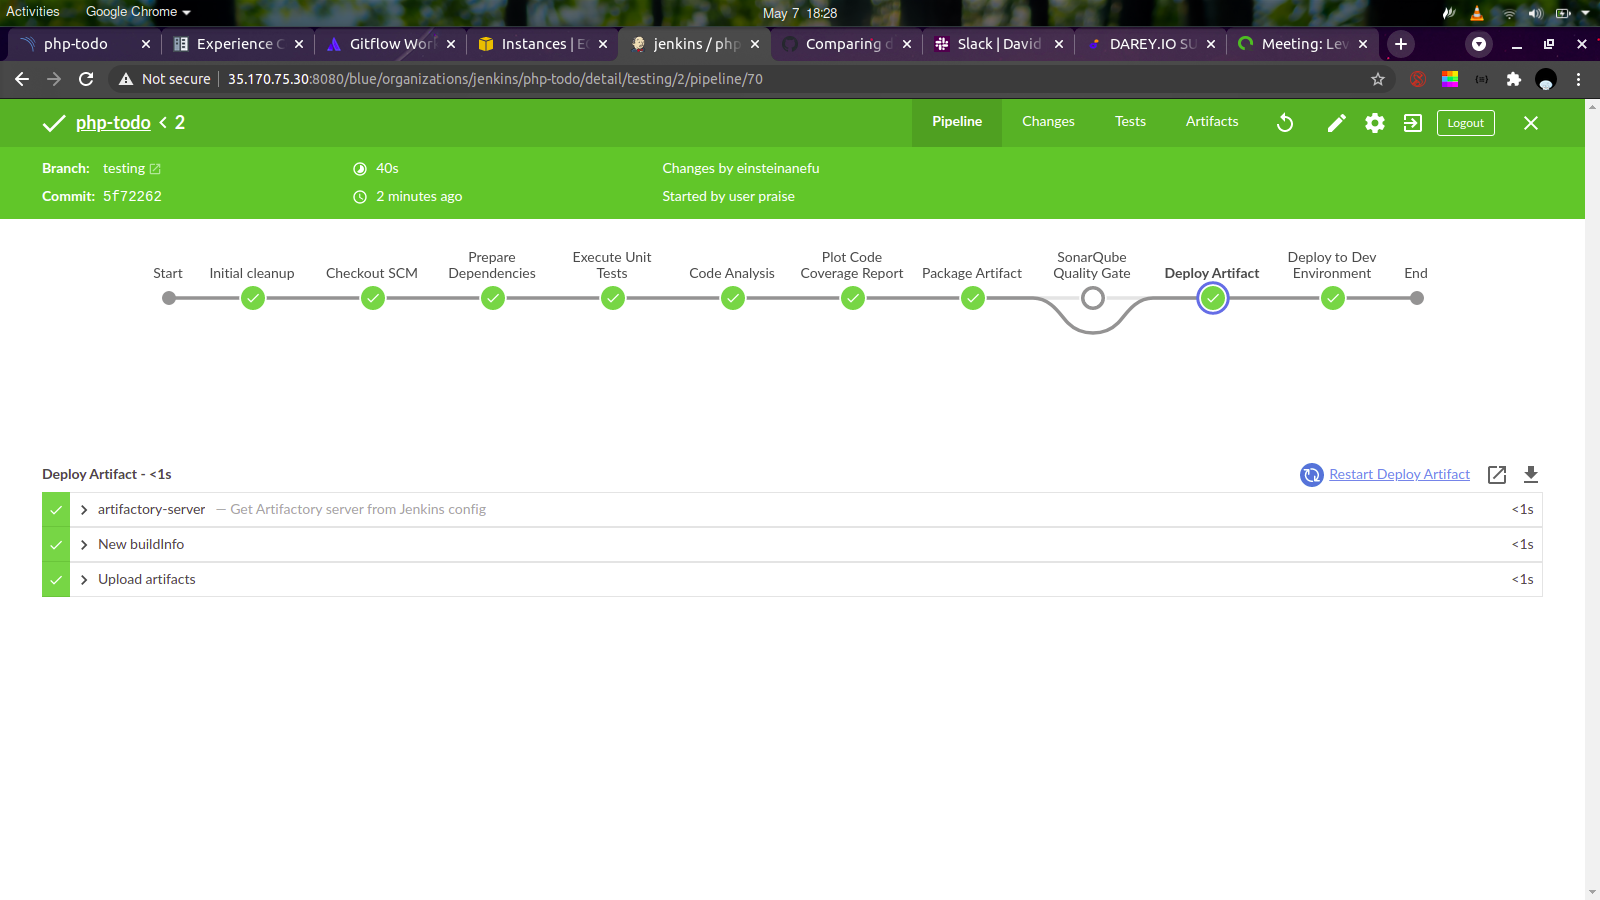 Activities Google Chrome May 7 18:28
php-todo Experience C Gitflow Worf Instances | EC jenkins / php Comparing d Slack | David DAREY.IO SU Meeting: Lev
Not secure 35.170.75.30:8080/blue/organizations/jenkins/php-todo/detail/testing/2/pipeline/70
php-todo < 2 Pipeline Changes Tests Artifacts Logout
Branch: testing 40s Changes by einsteinanefu
Commit: 5f72262 2 minutes ago Started by user praise
Start
Initial cleanup
Checkout SCM
Prepare
Dependencies
Execute Unit
Tests
Code Analysis
Plot Code
Coverage Report
Package Artifact
SonarQube
Quality Gate
Deploy Artifact
Deploy to Dev
Environment
End
Deploy Artifact - <1s Restart Deploy Artifact
artifactory-server — Get Artifactory server from Jenkins config <1s
New buildInfo <1s
Upload artifacts <1s